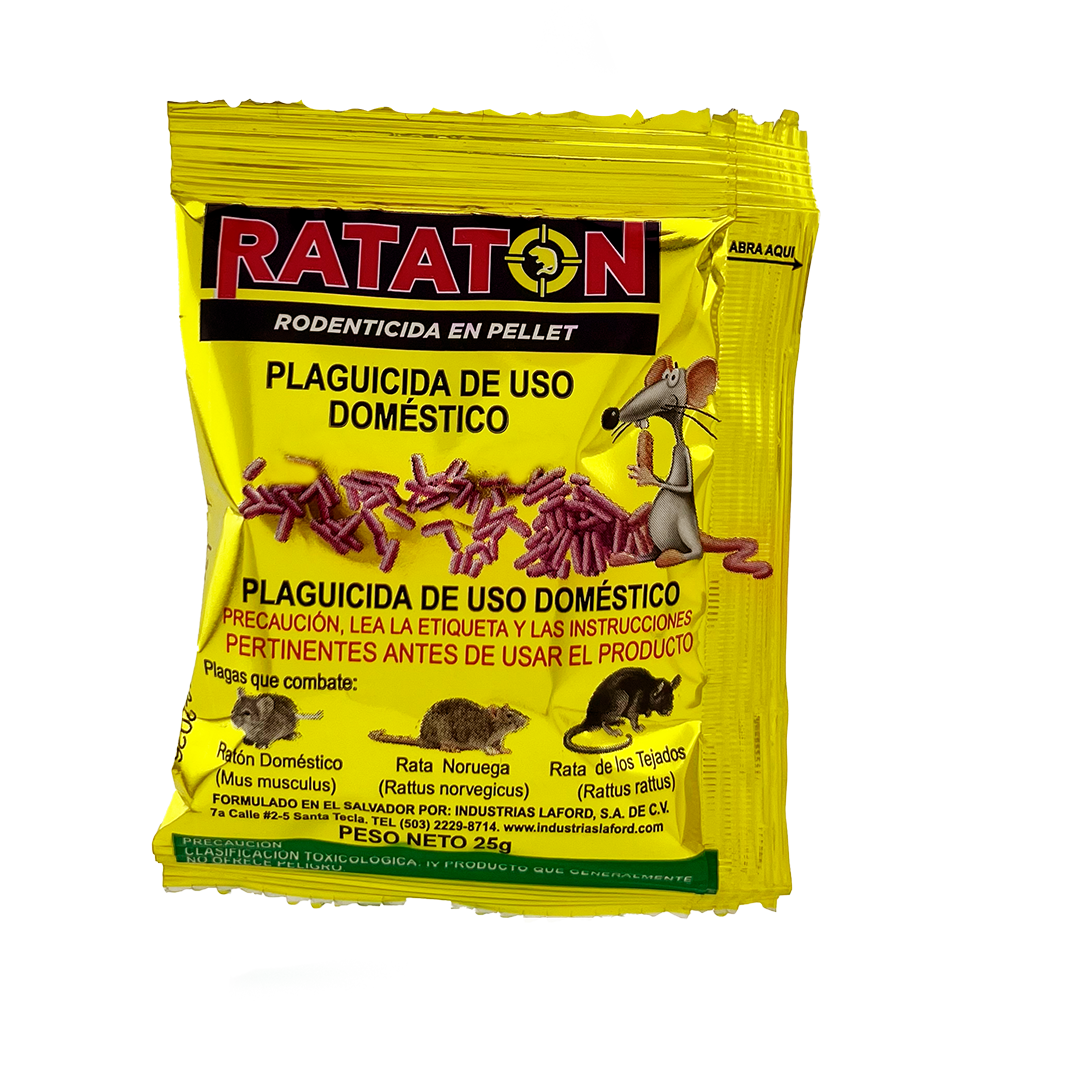 RATATON
ABRA AQUI
RODENTICIDA EN PELLET
PLAGUICIDA DE USO
DOMÉSTICO
PLAGUICIDA DE USO DOMÉSTICO
PRECAUCIÓN, LEA LA ETIQUETA Y LAS INSTRUCCIONES
PERTINENTES ANTES DE USAR EL PRODUCTO
Plagas que combate:
Ratón Doméstico
(Mus musculus)
Rata Noruega
(Rattus norvegicus)
Rata de los Tejados
(Rattus rattus)
FORMULADO EN EL SALVADOR POR: INDUSTRIAS LAFORD, S.A. DE C.V.
7a Calle #2-5 Santa Tecla. TEL (503) 2229-8714. www.industriaslaford.com
PESO NETO 25g
PRECAUCION
CLASIFICACION TOXICOLOGICA. IV PRODUCTO QUE GENERALMENTE
NO OFRECE PELIGRO.